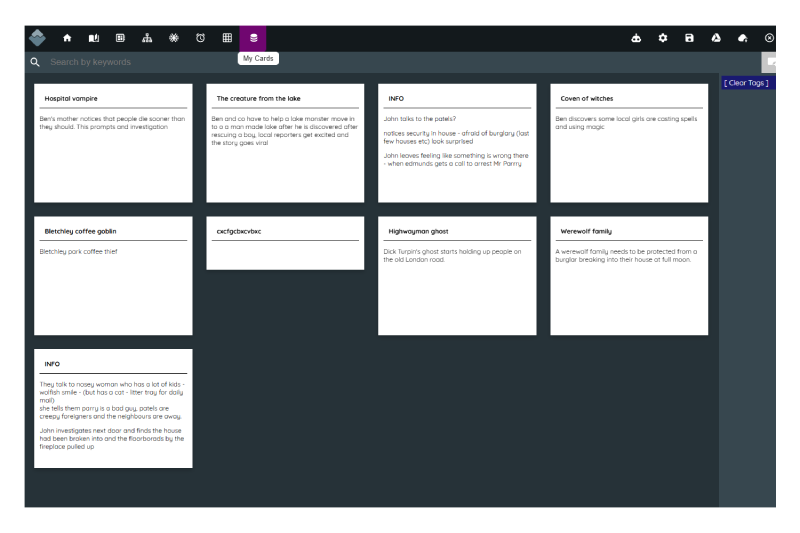 My Cards
Search by keywords
[ Clear Tags ]
Hospital vampire
Ben's mother notices that people die sooner than
they should. This prompts and investigation
The creature from the lake
Ben and co have to help a lake monster move in
to a a man made lake after he is discovered after
rescuing a boy, local reporters get excited and
the story goes viral
INFO
John talks to the patels?
notices security in house - afraid of burglary (last
few houses etc) look surprised
John leaves feeling like something is wrong there
- when edmunds gets a call to arrest Mr Parry
Coven of witches
Ben discovers some local girls are casting spells
and using magic
Bletchley coffee goblin
Bletchley park coffee thief
cxcfgcbxcvbxc
Highwayman ghost
Dick Turpin's ghost starts holding up people on
the old London road.
Werewolf family
A werewolf family needs to be protected from a
burglar breaking into their house at full moon.
INFO
They talk to nosey woman who has a lot of kids -
wolfish smile - (but has a cat - litter tray for daily
mail)
she tells them parry is a bad guy, patels are
creepy foreigners and the neighbours are away
John investigates next door and finds the house
had been broken into and the floorborads by the
fireplace pulled up